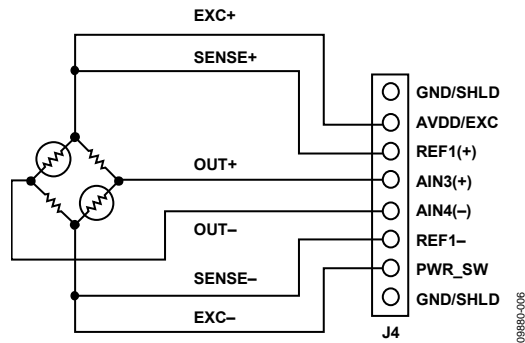 EXC+
SENSE+
OUT+
OUT–
SENSE–
EXC–
GND/SHLD
AVDD/EXC
REF1(+)
AIN3(+)
AIN4(–)
REF1–
PWR_SW
GND/SHLD
J4
09880-006